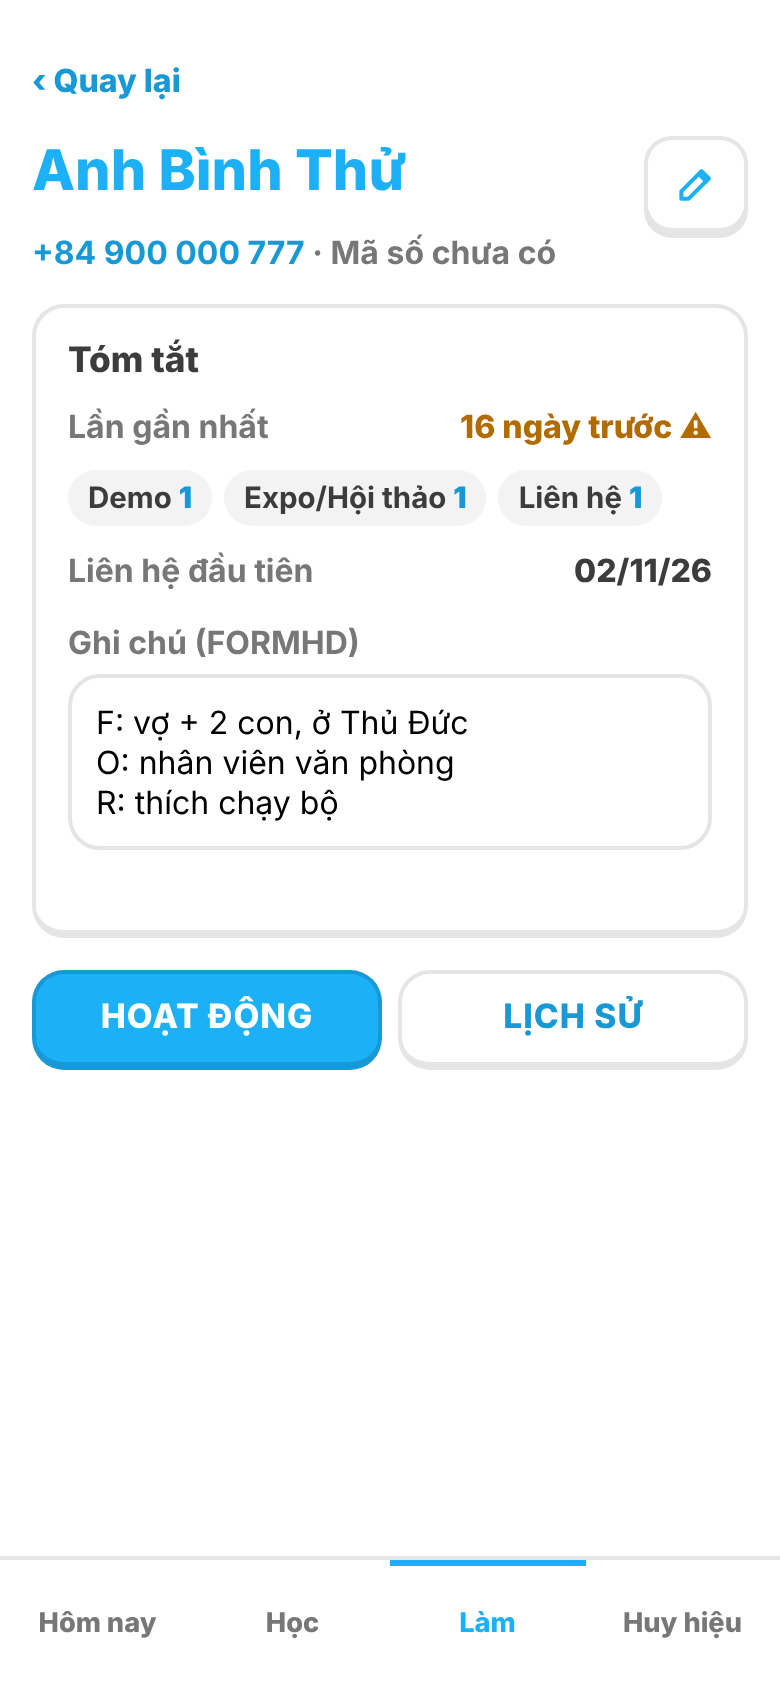 ‹ Quay lại
Anh Bình Thử
+84 900 000 777 · Mã số chưa có
Tóm tắt
Lần gần nhất 16 ngày trước ⚠
Demo 1 Expo/Hội thảo 1 Liên hệ 1
Liên hệ đầu tiên 02/11/26
Ghi chú (FORMHD)
F: vợ + 2 con, ở Thủ Đức
O: nhân viên văn phòng
R: thích chạy bộ
HOẠT ĐỘNG LỊCH SỬ
Hôm nay Học Làm Huy hiệu